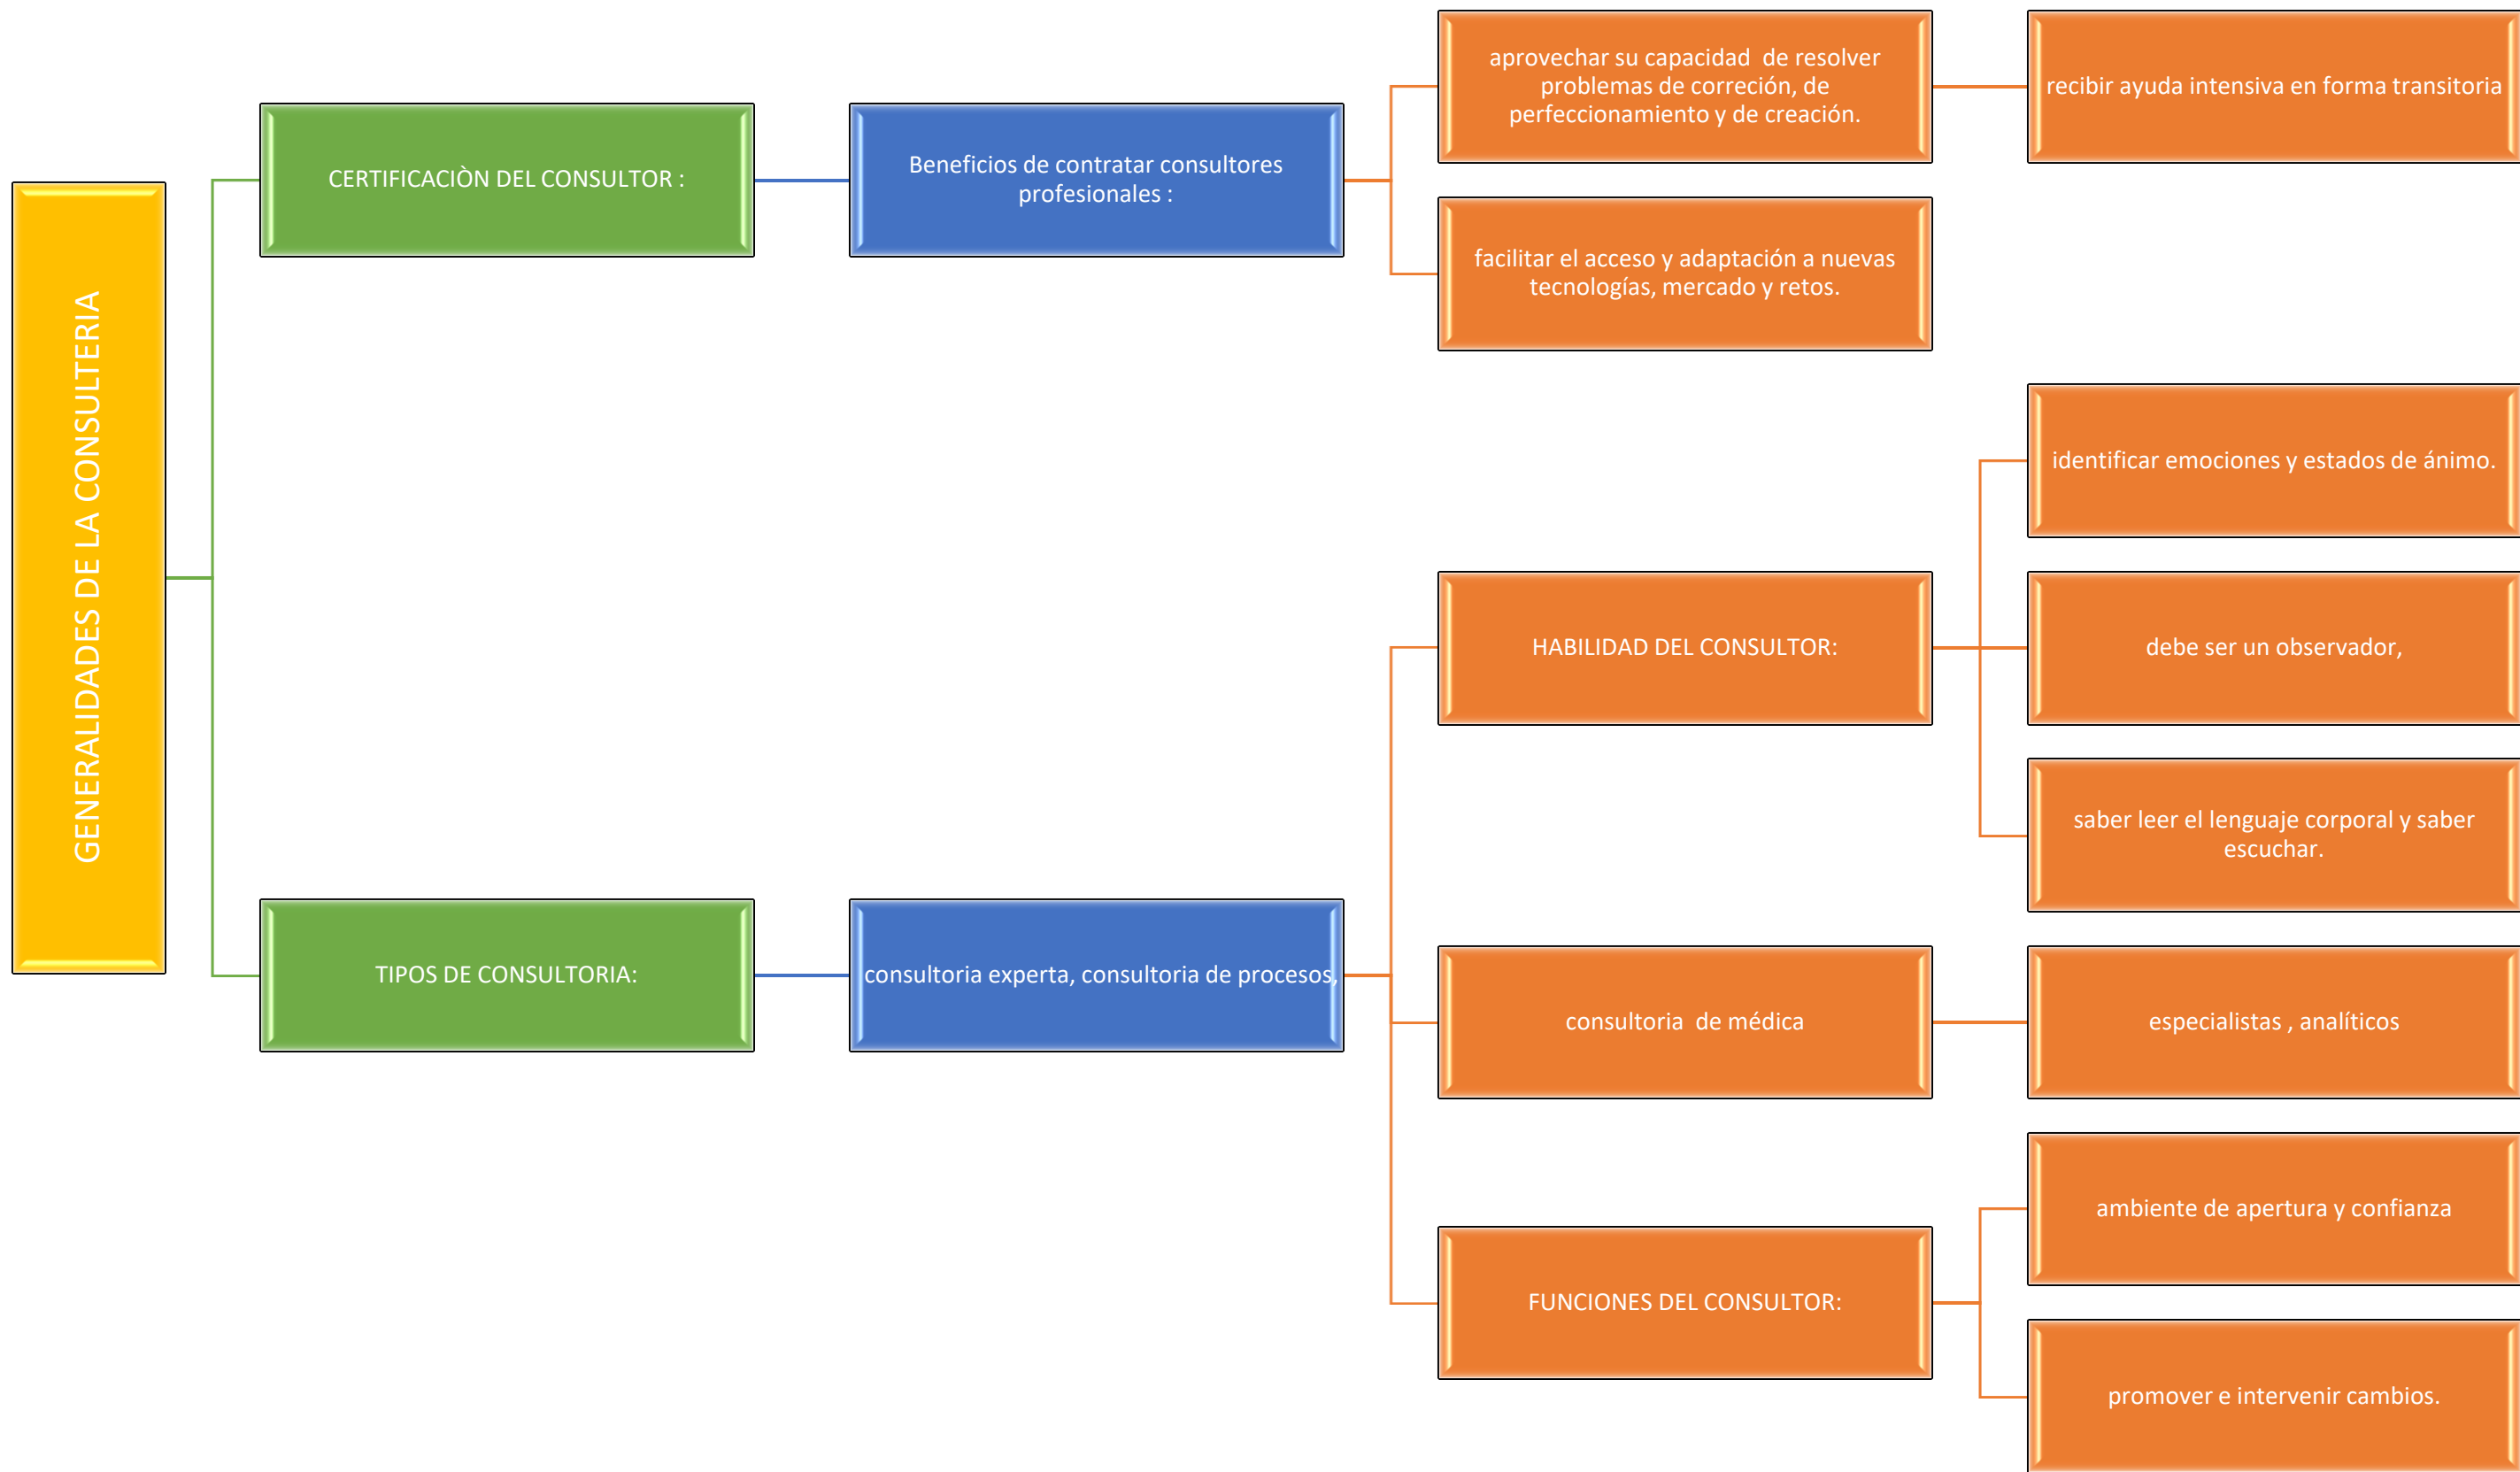 GENERALIDADES DE LA CONSULTERIA
CERTIFICACIÒN DEL CONSULTOR :
Beneficios de contratar consultores
profesionales :
aprovechar su capacidad  de resolver
problemas de correción, de
perfeccionamiento y de creación.
recibir ayuda intensiva en forma transitoria
facilitar el acceso y adaptación a nuevas
tecnologías, mercado y retos.
TIPOS DE CONSULTORIA:
consultoria experta, consultoria de procesos,
HABILIDAD DEL CONSULTOR:
identificar emociones y estados de ánimo.
debe ser un observador,
saber leer el lenguaje corporal y saber
escuchar.
consultoria  de médica
especialistas , analíticos
FUNCIONES DEL CONSULTOR:
ambiente de apertura y confianza
promover e intervenir cambios.